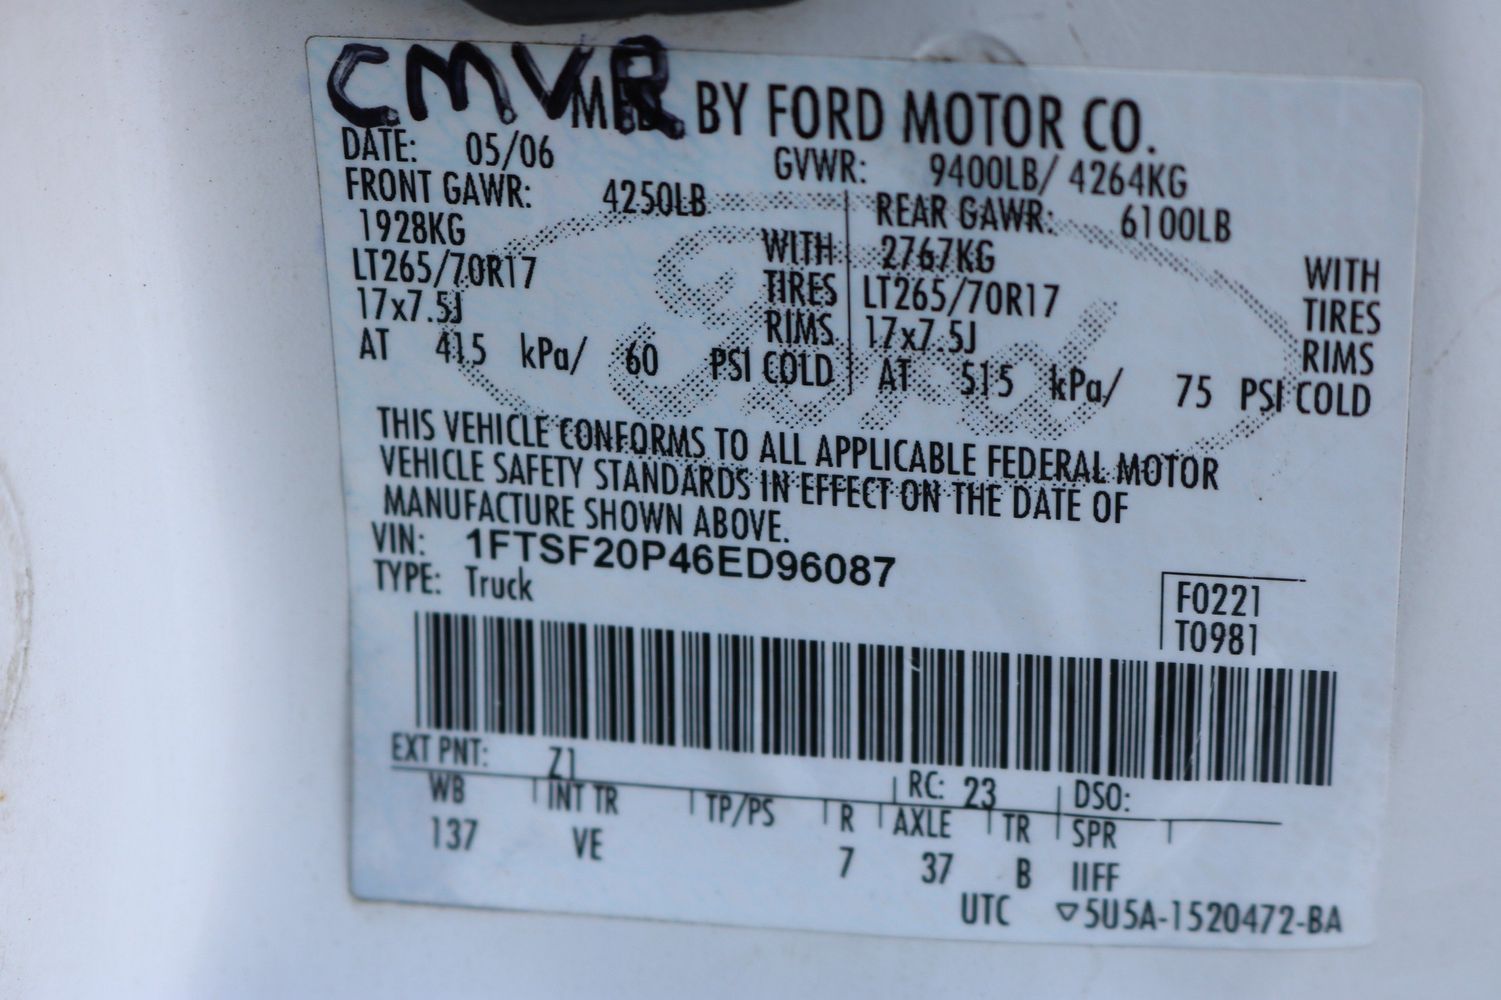 CMVR
MFD BY FORD MOTOR CO.
DATE: 05/06 GVWR: 9400LB/ 4264KG
FRONT GAWR: 4250LB REAR GAWR: 6100LB
1928KG WITH 2767KG WITH
LT265/70R17 TIRES LT265/70R17 TIRES
17x7.5J RIMS 17x7.5J RIMS
AT 415 kPa/ 60 PSI COLD AT 515 kPa/ 75 PSI COLD
Ford
THIS VEHICLE CONFORMS TO ALL APPLICABLE FEDERAL MOTOR
VEHICLE SAFETY STANDARDS IN EFFECT ON THE DATE OF
MANUFACTURE SHOWN ABOVE.
VIN: 1FTSF20P46ED96087
TYPE: Truck
F0221
T0981
EXT PNT: Z1 RC: 23 DSO:
WB INT TR TP/PS R AXLE TR SPR
137 VE 7 37 B IIFF
UTC ▽5U5A-1520472-BA